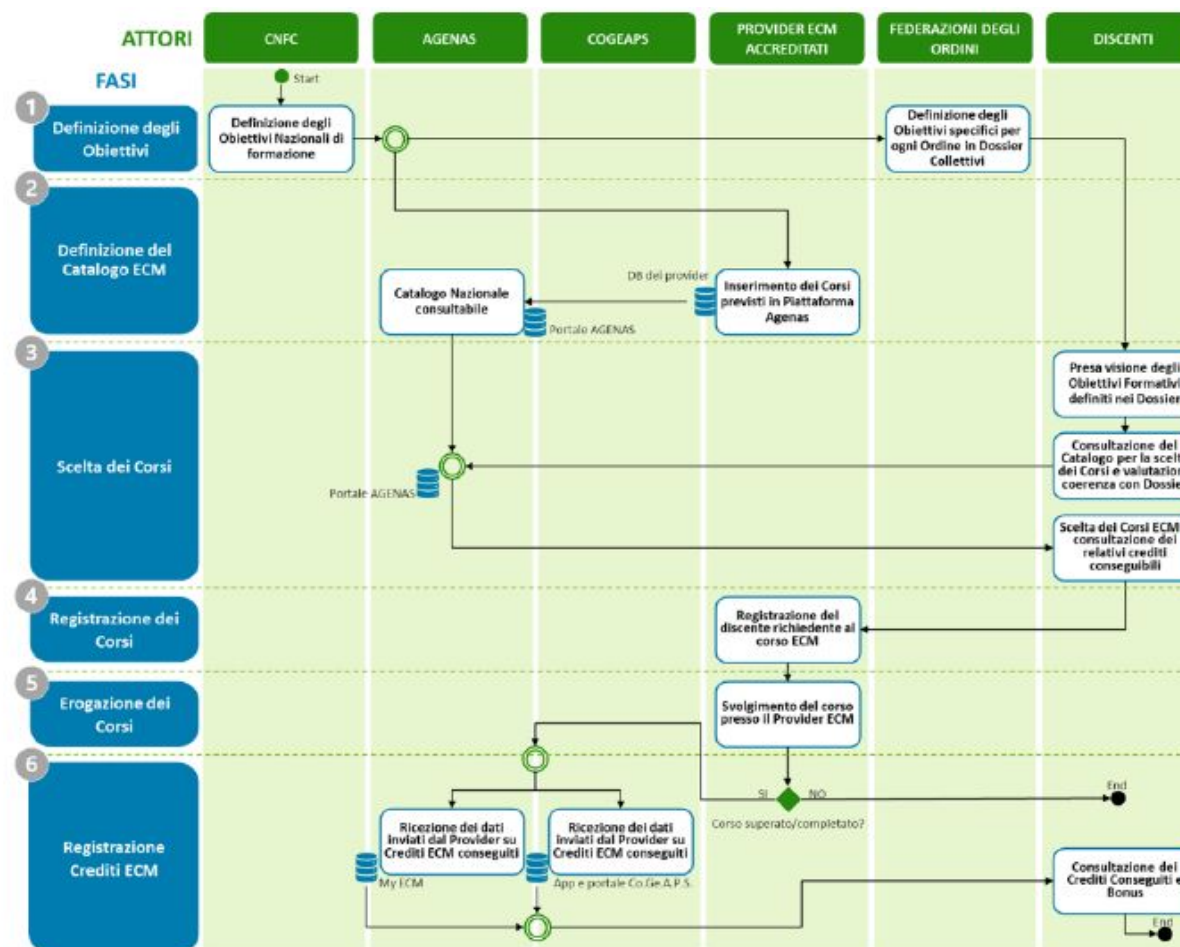 ATTORI
CNFC
AGENAS
COGEAPS
PROVIDER ECM
ACCREDITATI
FEDERAZIONI DEGLI
ORDINI
DISCENTI
FASI
Start
1
Definizione degli
Obiettivi
Definizione degli
Obiettivi Nazionali di
formazione
Definizione degli
Obiettivi specifici per
ogni Ordine in Dossier
Collettivi
2
Definizione del
Catalogo ECM
DB dei provider
Catalogo Nazionale
consultabile
Portale AGENAS
Inserimento dei Corsi
previsti in Piattaforma
Agenas
3
Scelta dei Corsi
Presa visione degli
Obiettivi Formativi
definiti nei Dossier
Consultazione del
Catalogo per la scelt
dei Corsi e valutazion
coerenza con Dossie
Portale AGENAS
Scelta dei Corsi ECM
consultazione dei
relativi crediti
conseguibili
4
Registrazione dei
Corsi
Registrazione del
discente richiedente al
corso ECM
5
Erogazione dei
Corsi
Svolgimento del corso
presso il Provider ECM
6
Registrazione
Crediti ECM
SI
NO
End
Corso superato/completato?
Ricezione dei dati
inviati dal Provider su
Crediti ECM conseguiti
Ricezione dei dati
inviati dal Provider su
Crediti ECM conseguiti
My ECM
App e portale Co.Ge.A.P.S.
Consultazione dei
Crediti Conseguiti e
Bonus
End